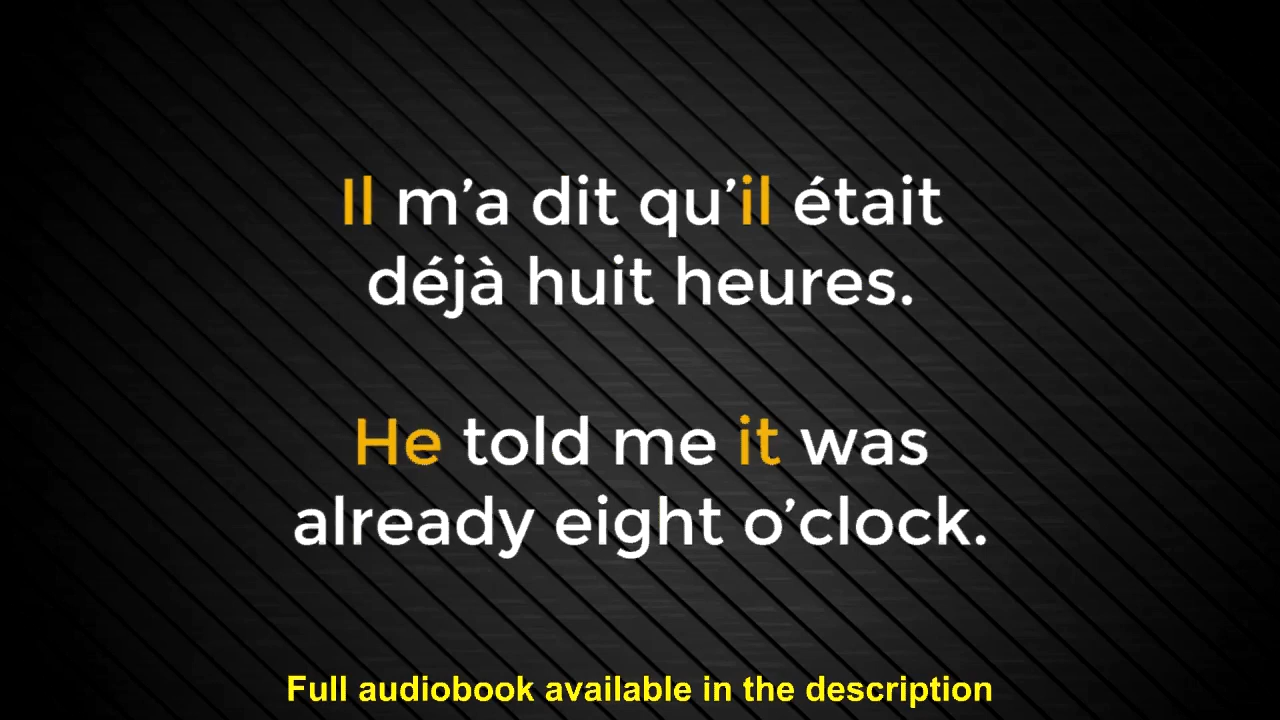 Il m’a dit qu’il était
déjà huit heures.
He told me it was
already eight o’clock.
Full audiobook available in the description